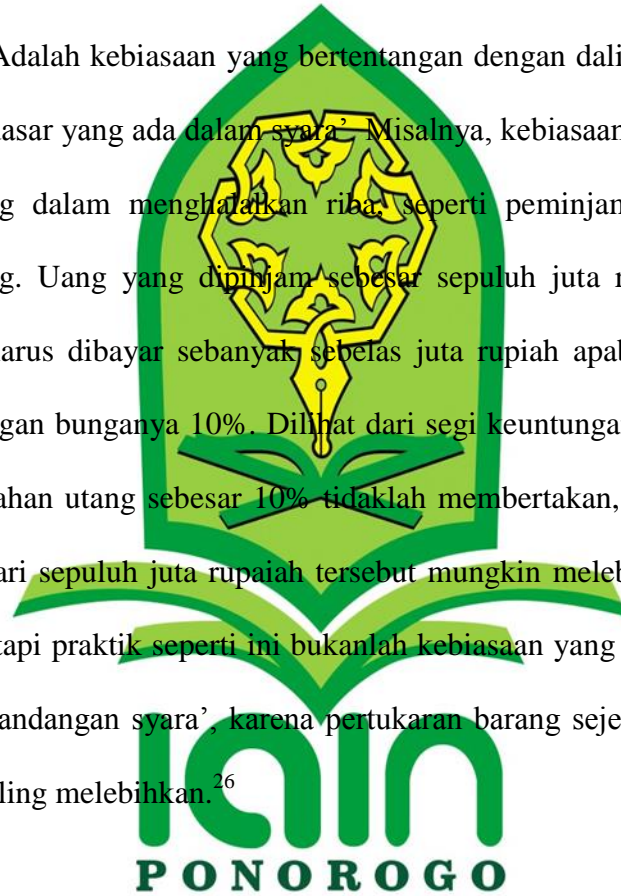 Adalah kebiasaan yang bertentangan dengan dali
asar yang ada dalam syara’. Misalnya, kebiasaan
g dalam menghalalkan riba, seperti peminjam
g. Uang yang dipinjam sebesar sepuluh juta r
arus dibayar sebanyak sebelas juta rupiah apab
gan bunganya 10%. Dilihat dari segi keuntunga
ahan utang sebesar 10% tidaklah membertakan,
ari sepuluh juta rupaiah tersebut mungkin meleb
tapi praktik seperti ini bukanlah kebiasaan yang
andangan syara’, karena pertukaran barang seje
ling melebihkan.26
iain
PONOROGO